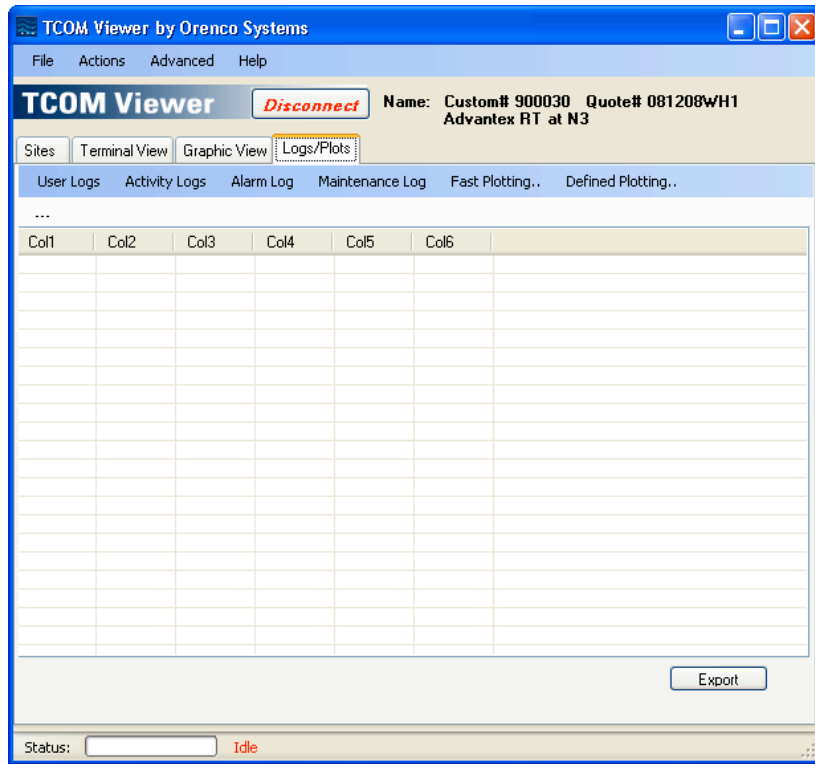 TCOM Viewer by Orenco Systems
File Actions Advanced Help
TCOM Viewer Disconnect Name: Custom# 900030 Quote# 081208WH1
Advantex RT at N3
Sites Terminal View Graphic View Logs/Plots
User Logs Activity Logs Alarm Log Maintenance Log Fast Plotting.. Defined Plotting..
...
Col1 Col2 Col3 Col4 Col5 Col6
Export
Status: Idle